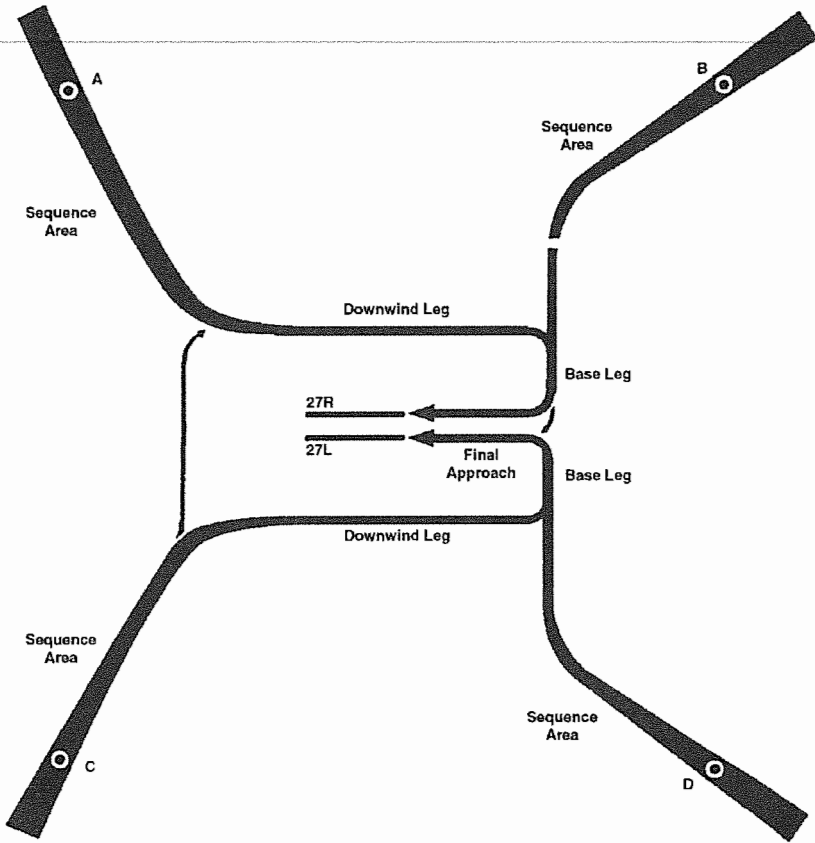 A
B
Sequence
Area
Sequence
Area
Downwind Leg
Base Leg
27R
27L
Final
Approach
Base Leg
Downwind Leg
Sequence
Area
Sequence
Area
C
D